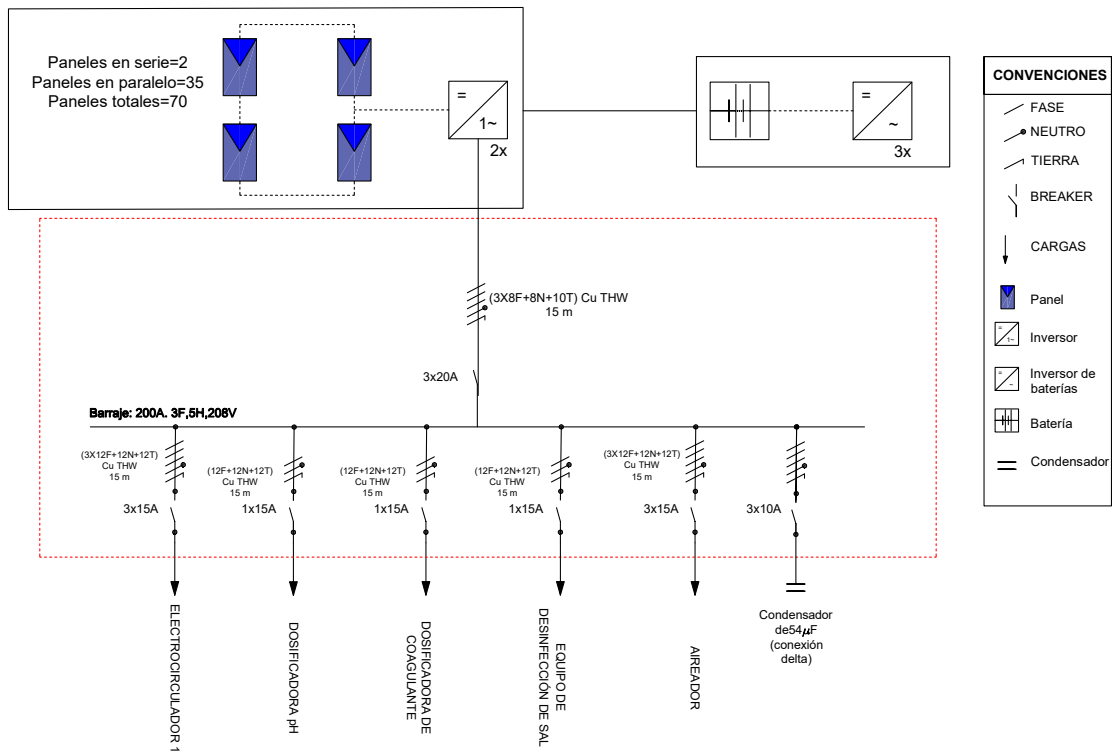 Paneles en serie=2
Paneles en paralelo=35
Paneles totales=70
=
1~
2x
=
~
3x
CONVENCIONES
FASE
NEUTRO
TIERRA
BREAKER
CARGAS
Panel
=
1~
Inversor
=
~
Inversor de
baterías
Batería
Condensador
(3X8F+8N+10T) Cu THW
15 m
3x20A
Barraje: 200A. 3F,5H,208V
(3X12F+12N+12T)
Cu THW
15 m
3x15A
(12F+12N+12T)
Cu THW
15 m
1x15A
(12F+12N+12T)
Cu THW
15 m
1x15A
(12F+12N+12T)
Cu THW
15 m
1x15A
(3X12F+12N+12T)
Cu THW
15 m
3x15A
3x10A
ELECTROCIRCULADOR 1
DOSIFICADORA pH
DOSIFICADORA DE
COAGULANTE
EQUIPO DE
DESINFECCIÓN DE SAL
AIREADOR
Condensador
de54μF
(conexión
delta)